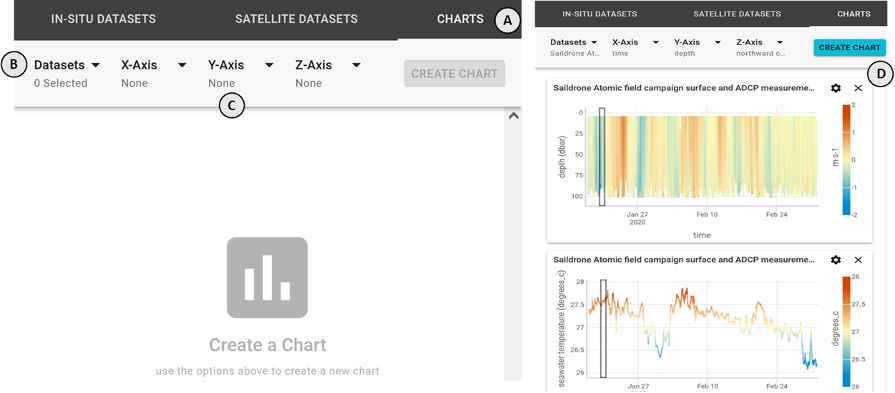 IN-SITU DATASETS SATELLITE DATASETS CHARTS A
B Datasets X-Axis Y-Axis Z-Axis CREATE CHART
0 Selected None None None
C
Create a Chart
use the options above to create a new chart
IN-SITU DATASETS SATELLITE DATASETS CHARTS
Datasets X-Axis Y-Axis Z-Axis CREATE CHART
Saildrone At... time depth northward c...
D
Saildrone Atomic field campaign surface and ADCP measureme...
depth (dbar)
0
25
50
75
100
Jan 27 Feb 10 Feb 24
2020
time
2
1
0
-1
-2
m s-1
Saildrone Atomic field campaign surface and ADCP measureme...
seawater temperature (degrees_c)
28
27.5
27
26.5
26
Jan 27 Feb 10 Feb 24
2020
28
28
27
27
26
degrees_c